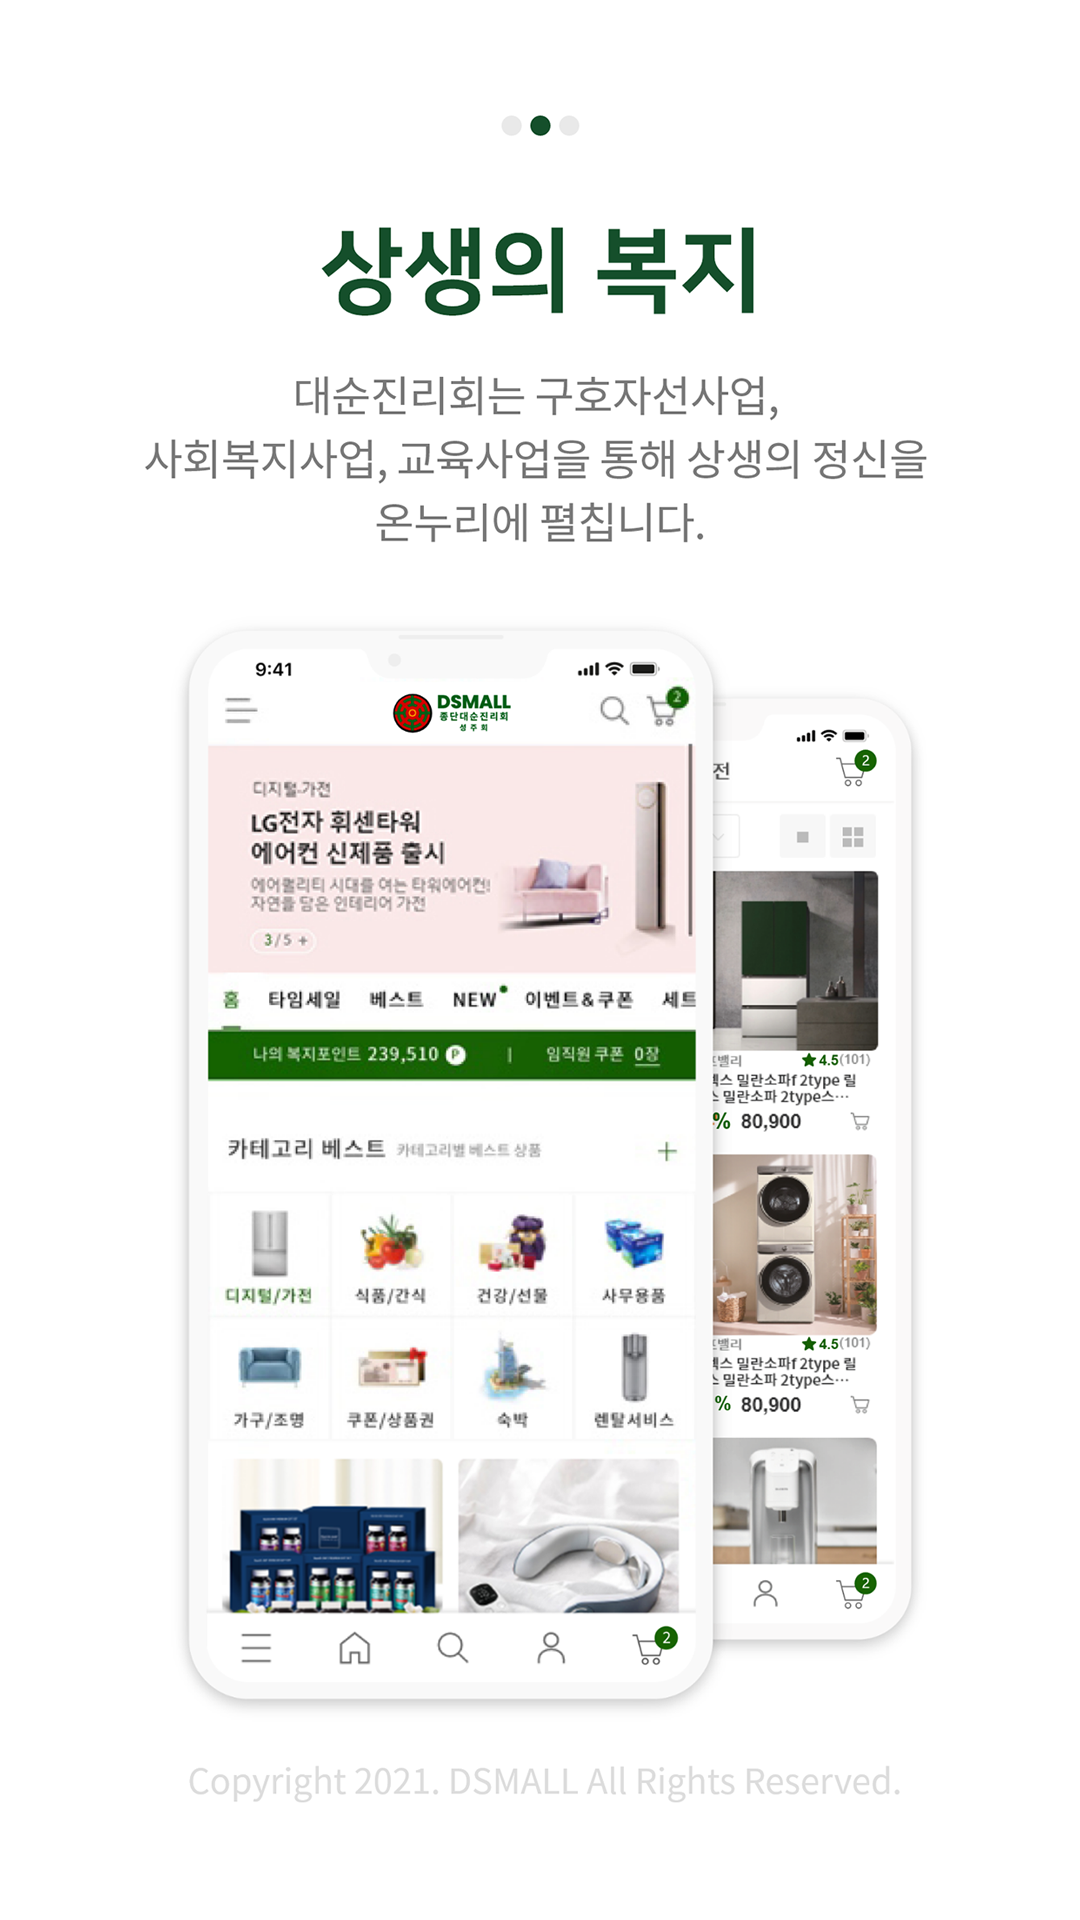 상생의 복지
대순진리회는 구호자선사업,
사회복지사업, 교육사업을 통해 상생의 정신을
온누리에 펼칩니다.
9:41
DSMALL
종단대순진리회
성주회
2
디지털·가전
LG전자 휘센타워
에어컨 신제품 출시
에어퀄리티 시대를 여는 타워에어컨!
자연을 담은 인테리어 가전
3/5 +
홈 타임세일 베스트 NEW 이벤트&쿠폰 세트
나의 복지포인트 239,510 P | 임직원 쿠폰 0장
카테고리 베스트 카테고리별 베스트 상품 +
디지털/가전 식품/간식 건강/선물 사무용품
가구/조명 쿠폰/상품권 숙박 렌탈서비스
2
전
2
밸리 4.5(101)
스 밀란소파f 2type 릴
스 밀란소파 2type스…
% 80,900
밸리 4.5(101)
스 밀란소파f 2type 릴
스 밀란소파 2type스…
% 80,900
2
Copyright 2021. DSMALL All Rights Reserved.